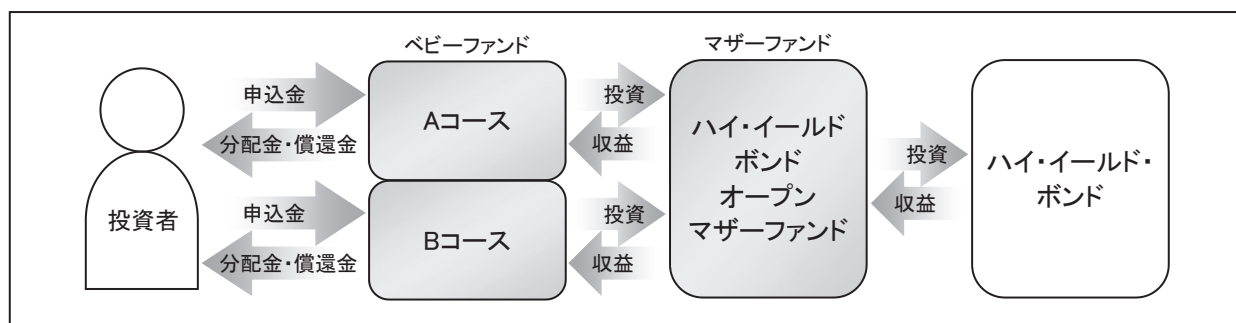 ベビーファンド
マザーファンド
申込金
分配金・償還金
投資者
申込金
分配金・償還金
Aコース
Bコース
投資
収益
投資
収益
ハイ・イールド
ボンド
オープン
マザーファンド
投資
収益
ハイ・イールド・
ボンド